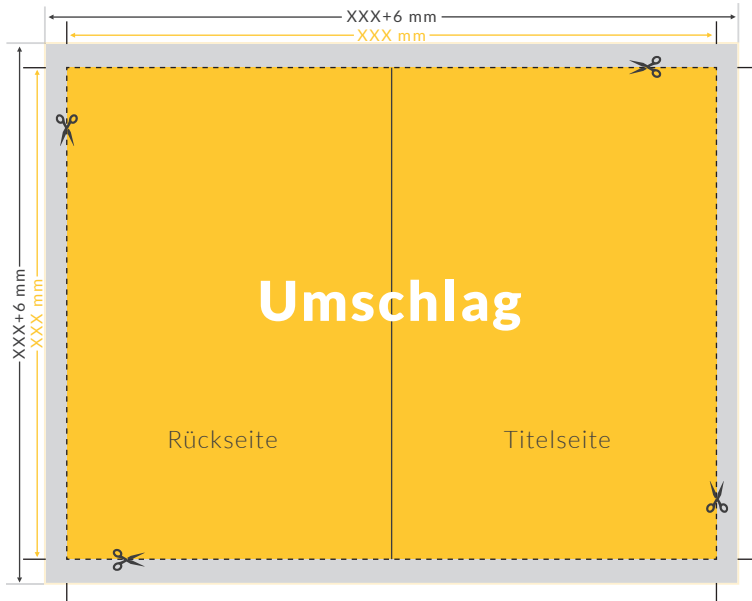 XXX+6 mm
XXX mm
XXX+6 mm
XXX mm
Umschlag
Rückseite
Titelseite